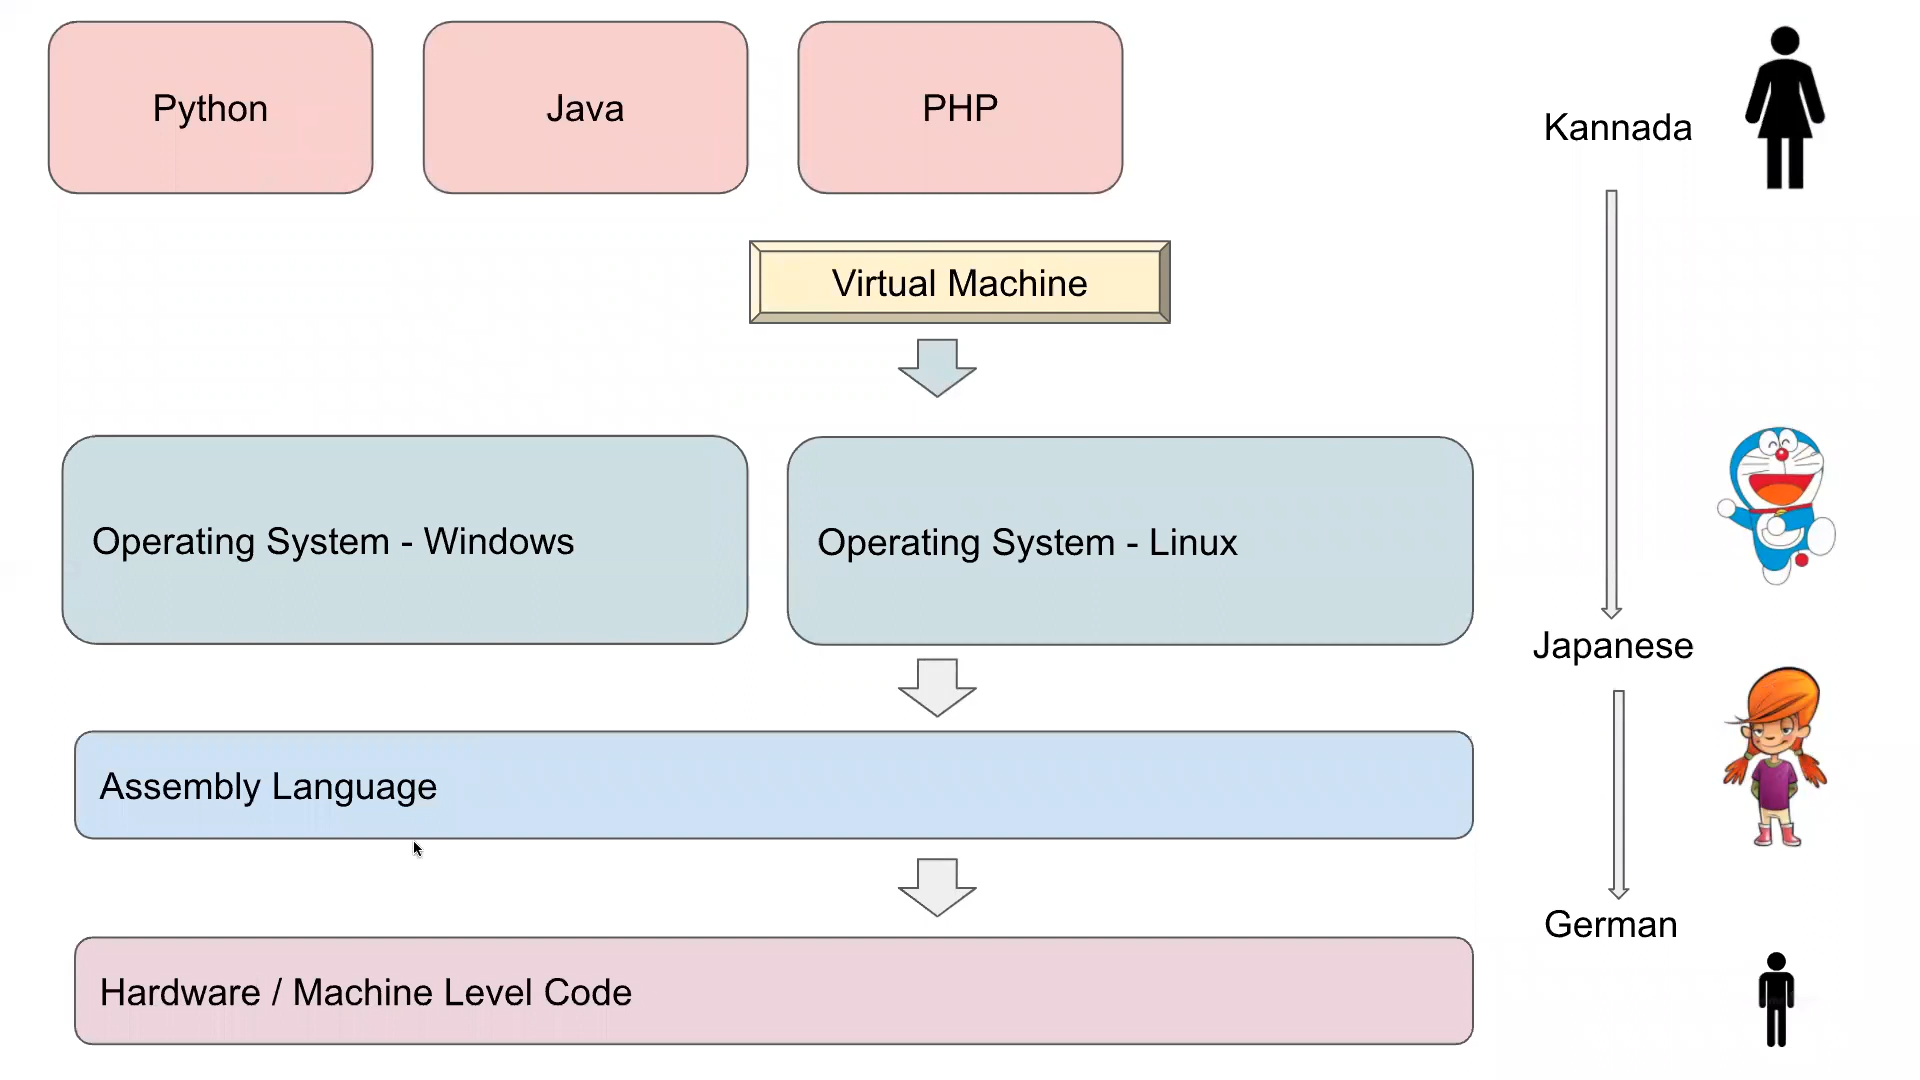 Python
Java
PHP
Kannada
Virtual Machine
Operating System - Windows
Operating System - Linux
Japanese
Assembly Language
German
Hardware / Machine Level Code